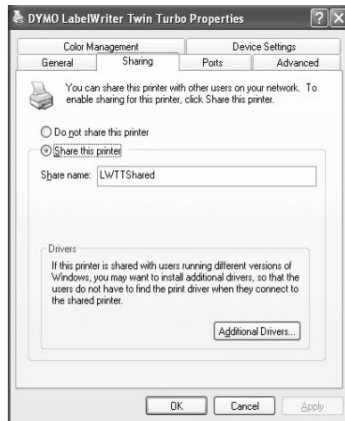 DYMO LabelWriter Twin Turbo Properties
Color Management Device Settings
General Sharing Ports Advanced
You can share this printer with other users on your network. To
enable sharing for this printer, click Share this printer.
Do not share this printer
Share this printer
Share name: LWTTShared
Drivers
If this printer is shared with users running different versions of
Windows, you may want to install additional drivers, so that the
users do not have to find the print driver when they connect to
the shared printer.
Additional Drivers...
OK Cancel Apply